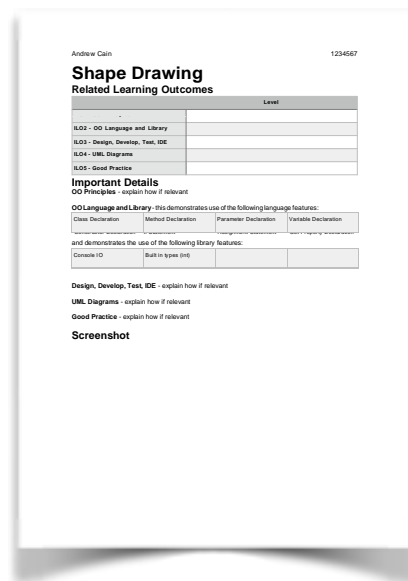 Andrew Cain 1234567
Shape Drawing
Related Learning Outcomes
Level
-
ILO2 - OO Language and Library
ILO3 - Design, Develop, Test, IDE
ILO4 - UML Diagrams
ILO5 - Good Practice
Important Details
OO Principles - explain how if relevant
OO Language and Library - this demonstrates use of the following language features:
Class Declaration Method Declaration Parameter Declaration Variable Declaration
and demonstrates the use of the following library features:
Console IO Built in types (int)
Design, Develop, Test, IDE - explain how if relevant
UML Diagrams - explain how if relevant
Good Practice - explain how if relevant
Screenshot